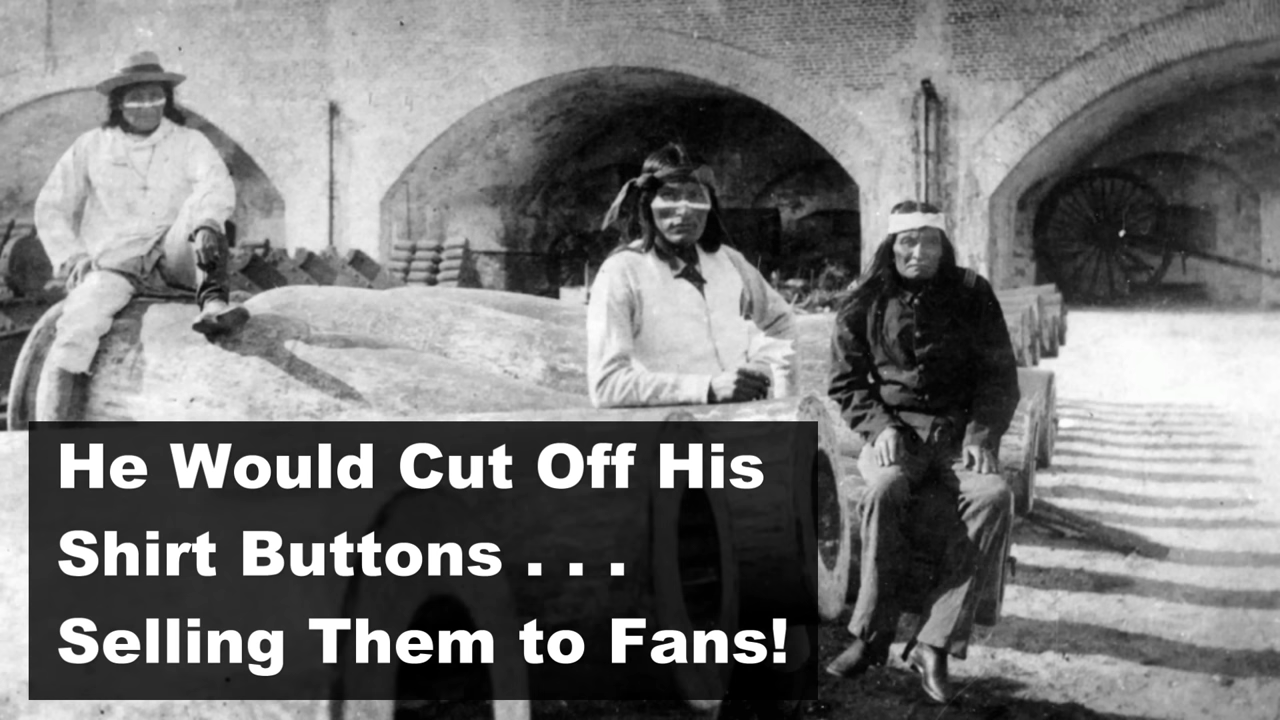 He Would Cut Off His
Shirt Buttons . . .
Selling Them to Fans!